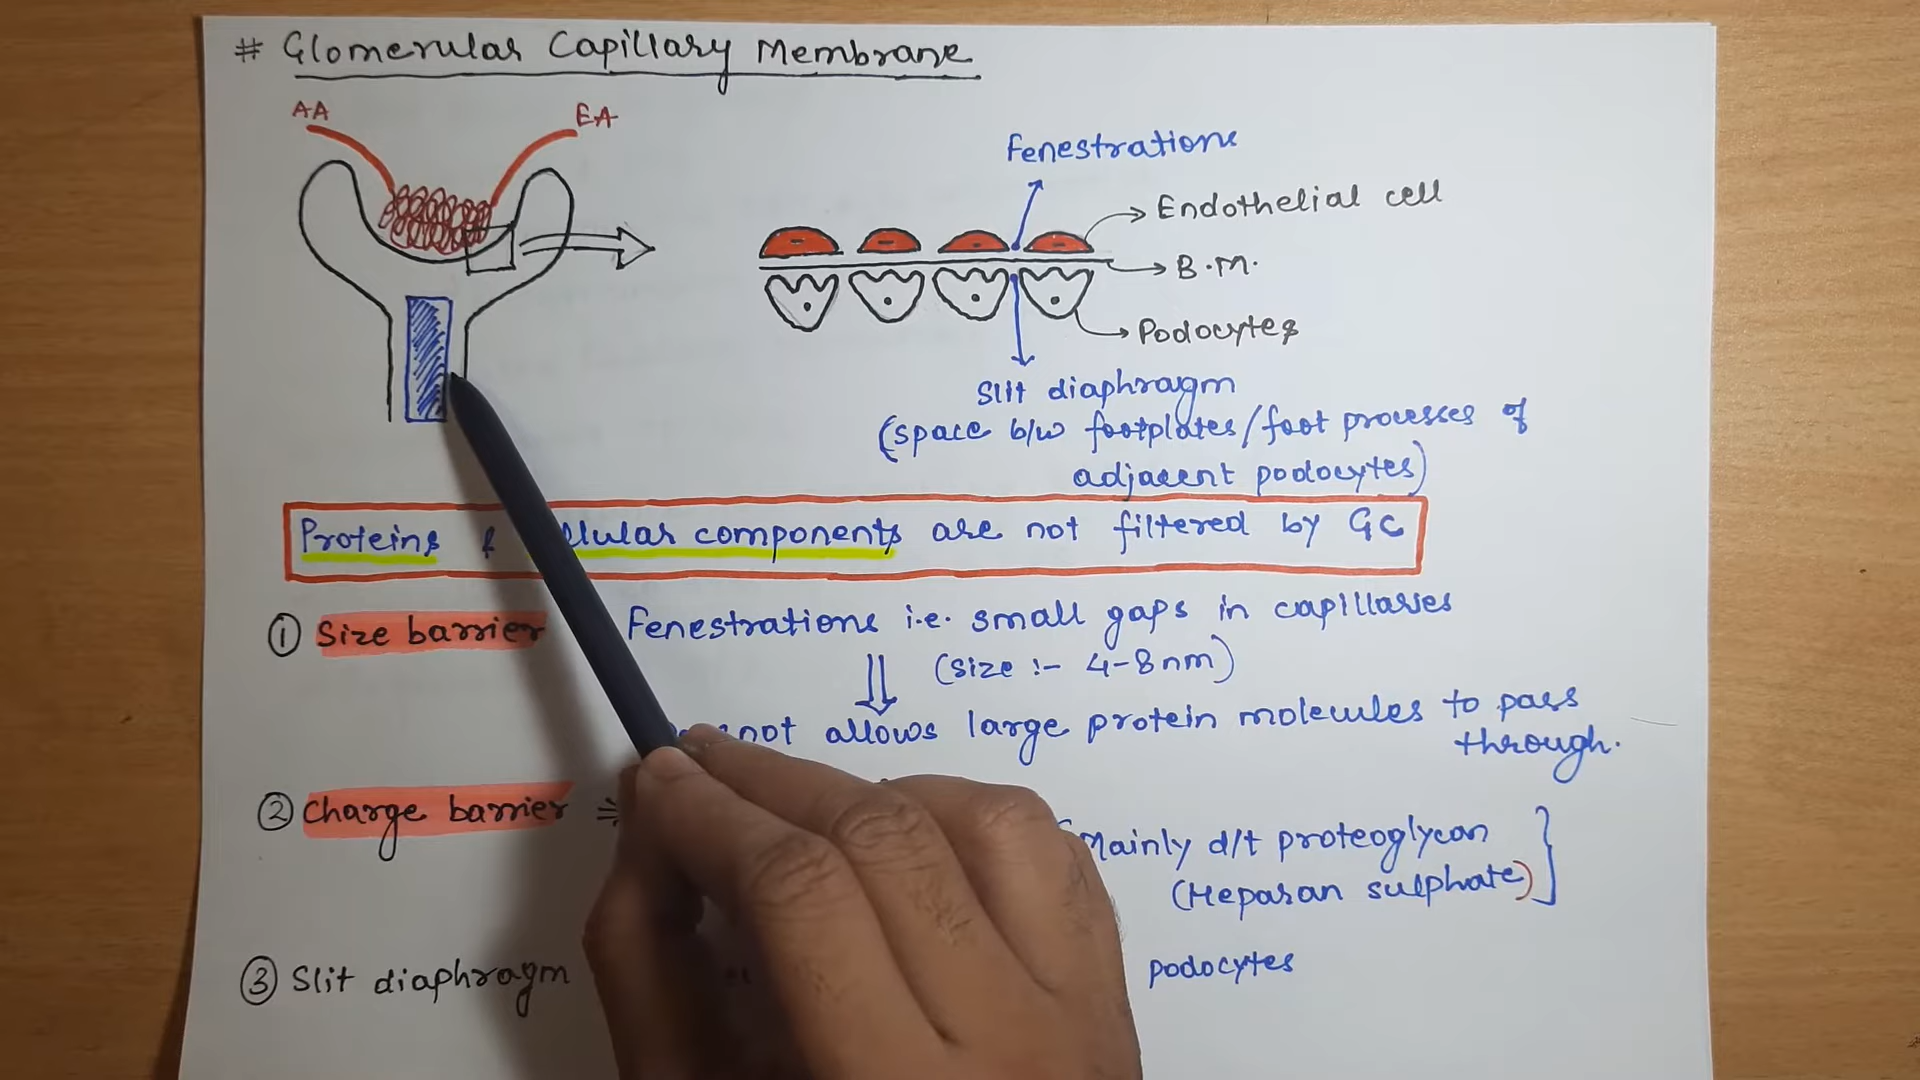 # Glomerular Capillary Membrane
AA
EA
Fenestrations
Endothelial cell
B.M.
Podocytes
Slit diaphragm
(space b/w footplates/foot processes of
adjacent podocytes)
Proteins & cellular components are not filtered by GC
① Size barrier Fenestrations i.e. small gaps in capillaries
(size :- 4-8nm)
not allows large protein molecules to pass
through.
② Charge barrier
Mainly d/t proteoglycan
(Heparan sulphate)
③ Slit diaphragm podocytes